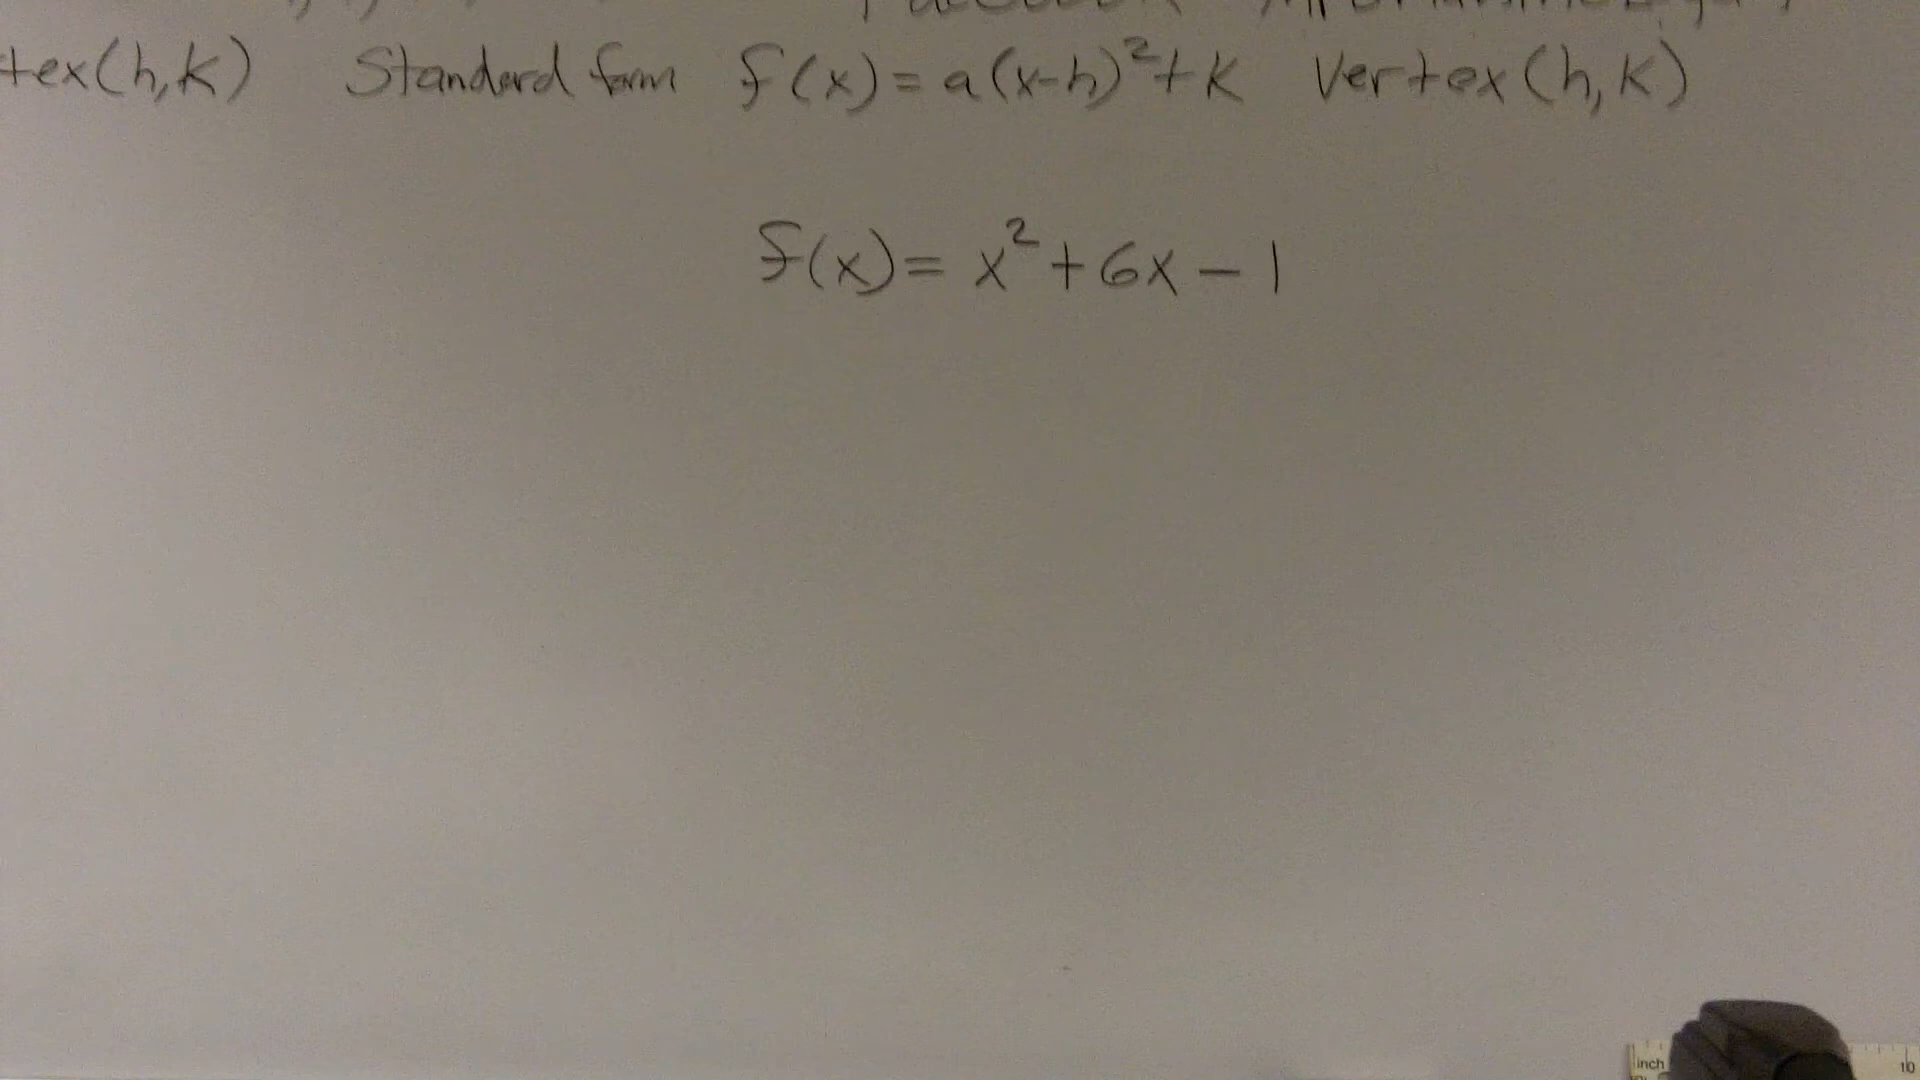 tex(h,k) Standard form f(x)=a(x-h)²+k Vertex(h,k)
f(x)= x²+6x-1
inch 10